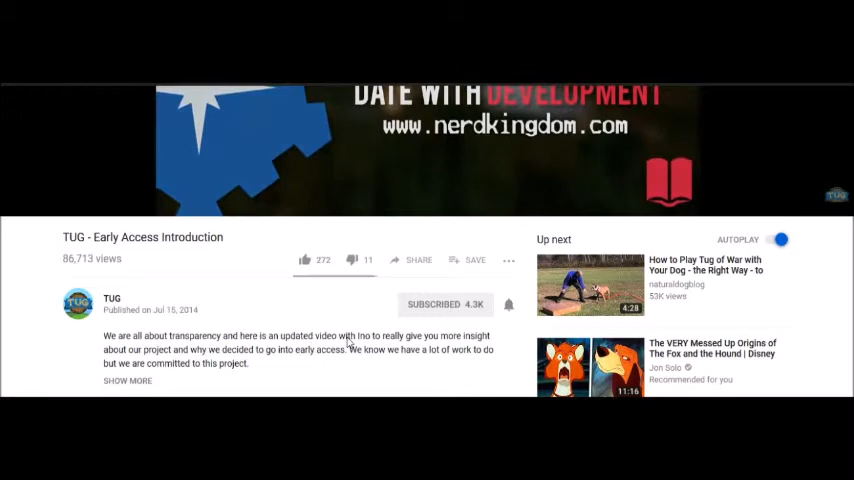 DATE WITH DEVELOPMENT
www.nerdkingdom.com
TUG
TUG - Early Access Introduction
86,713 views
272
11
SHARE
SAVE
TUG
Published on Jul 15, 2014
SUBSCRIBED 4.3K
We are all about transparency and here is an updated video with Ino to really give you more insight
about our project and why we decided to go into early access. We know we have a lot of work to do
but we are committed to this project.
SHOW MORE
Up next
AUTOPLAY
How to Play Tug of War with
Your Dog - the Right Way - to
naturaldogblog
53K views
4:28
The VERY Messed Up Origins of
The Fox and the Hound | Disney
Jon Solo
Recommended for you
11:16